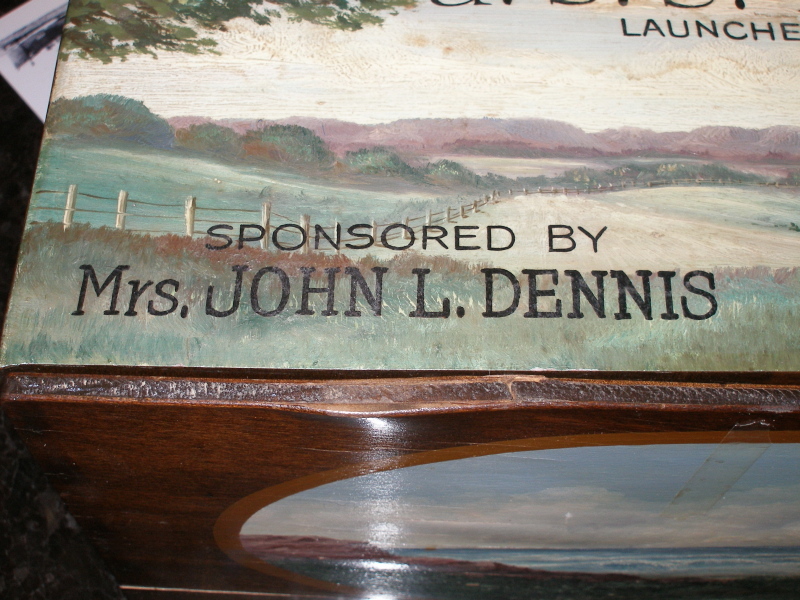 LAUNCHE
SPONSORED BY
Mrs. JOHN L. DENNIS